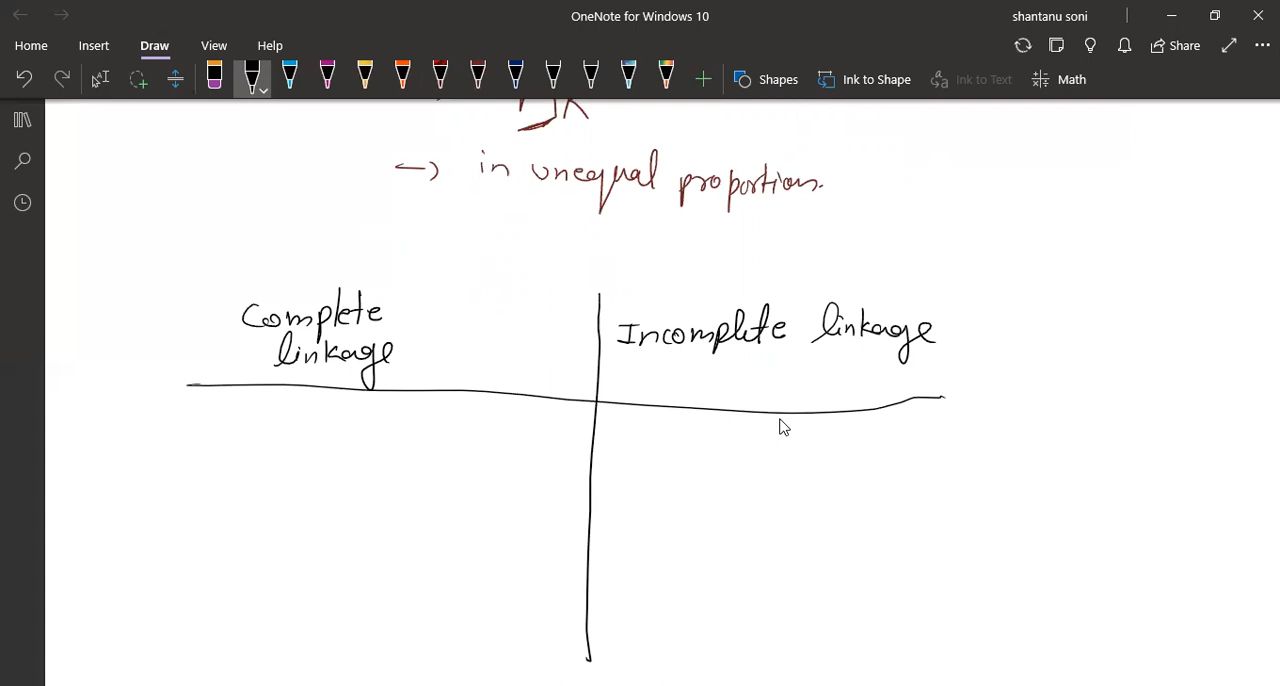 OneNote for Windows 10
shantanu soni
Home Insert Draw View Help
Share
Shapes Ink to Shape Ink to Text Math
in unequal proportions.
Complete
linkage
Incomplete linkage